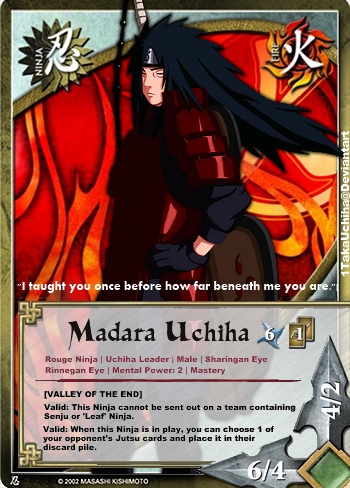 忍
NINJA
火
FIRE
1TakaUchiha@Deviantart
"I taught you once before how far beneath me you are."
Madara Uchiha 6 1
Rouge Ninja | Uchiha Leader | Male | Sharingan Eye
Rinnegan Eye | Mental Power: 2 | Mastery
[VALLEY OF THE END]
Valid: This Ninja cannot be sent out on a team containing
Senju or 'Leaf' Ninja.
Valid: When this Ninja is in play, you can choose 1 of
your opponent's Jutsu cards and place it in their
discard pile.
4/2
6/4
忍
© 2002 MASASHI KISHIMOTO